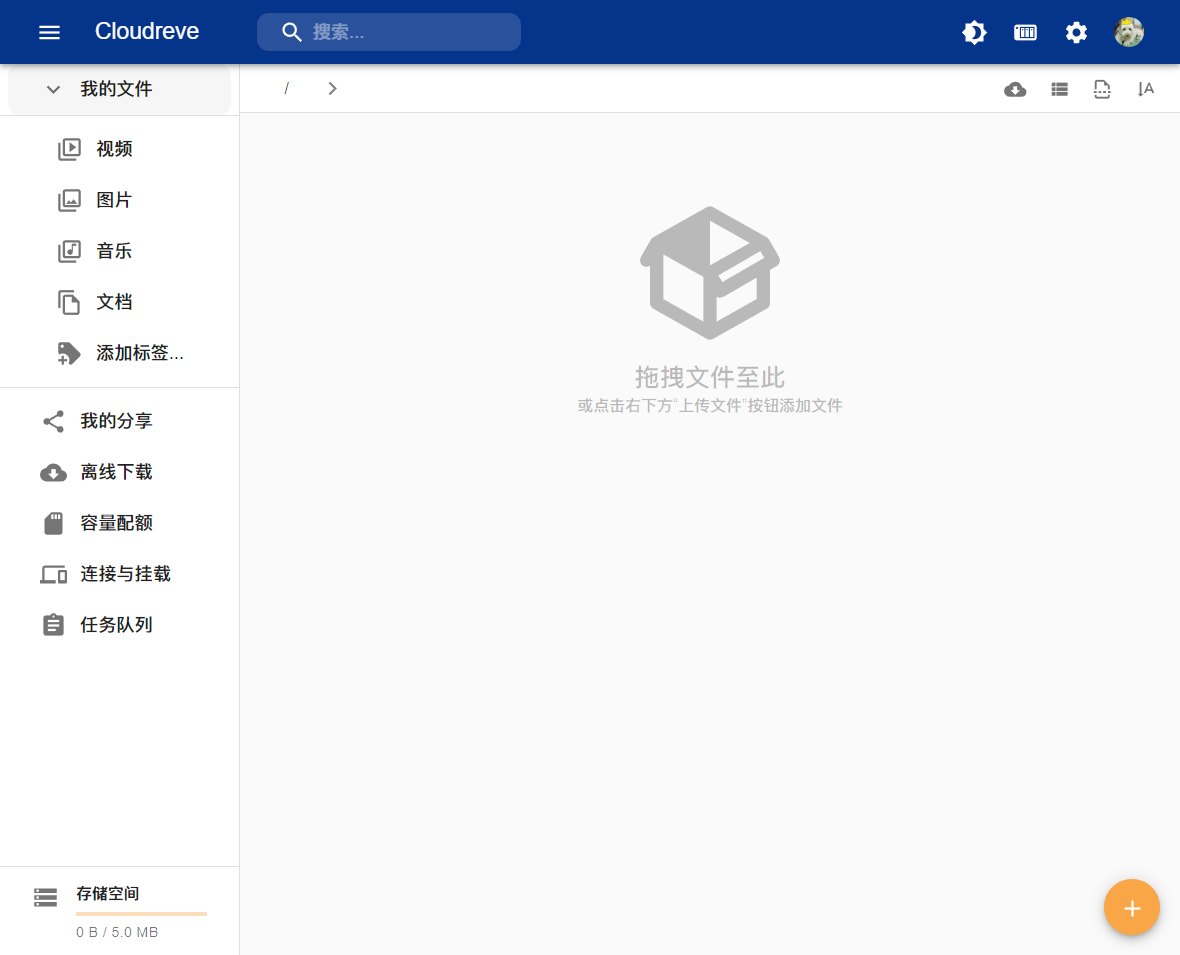 Cloudreve
搜索...
我的文件
/
视频
图片
音乐
文档
添加标签...
我的分享
离线下载
容量配额
连接与挂载
任务队列
存储空间
0 B / 5.0 MB
A
拖拽文件至此
或点击右下方“上传文件”按钮添加文件